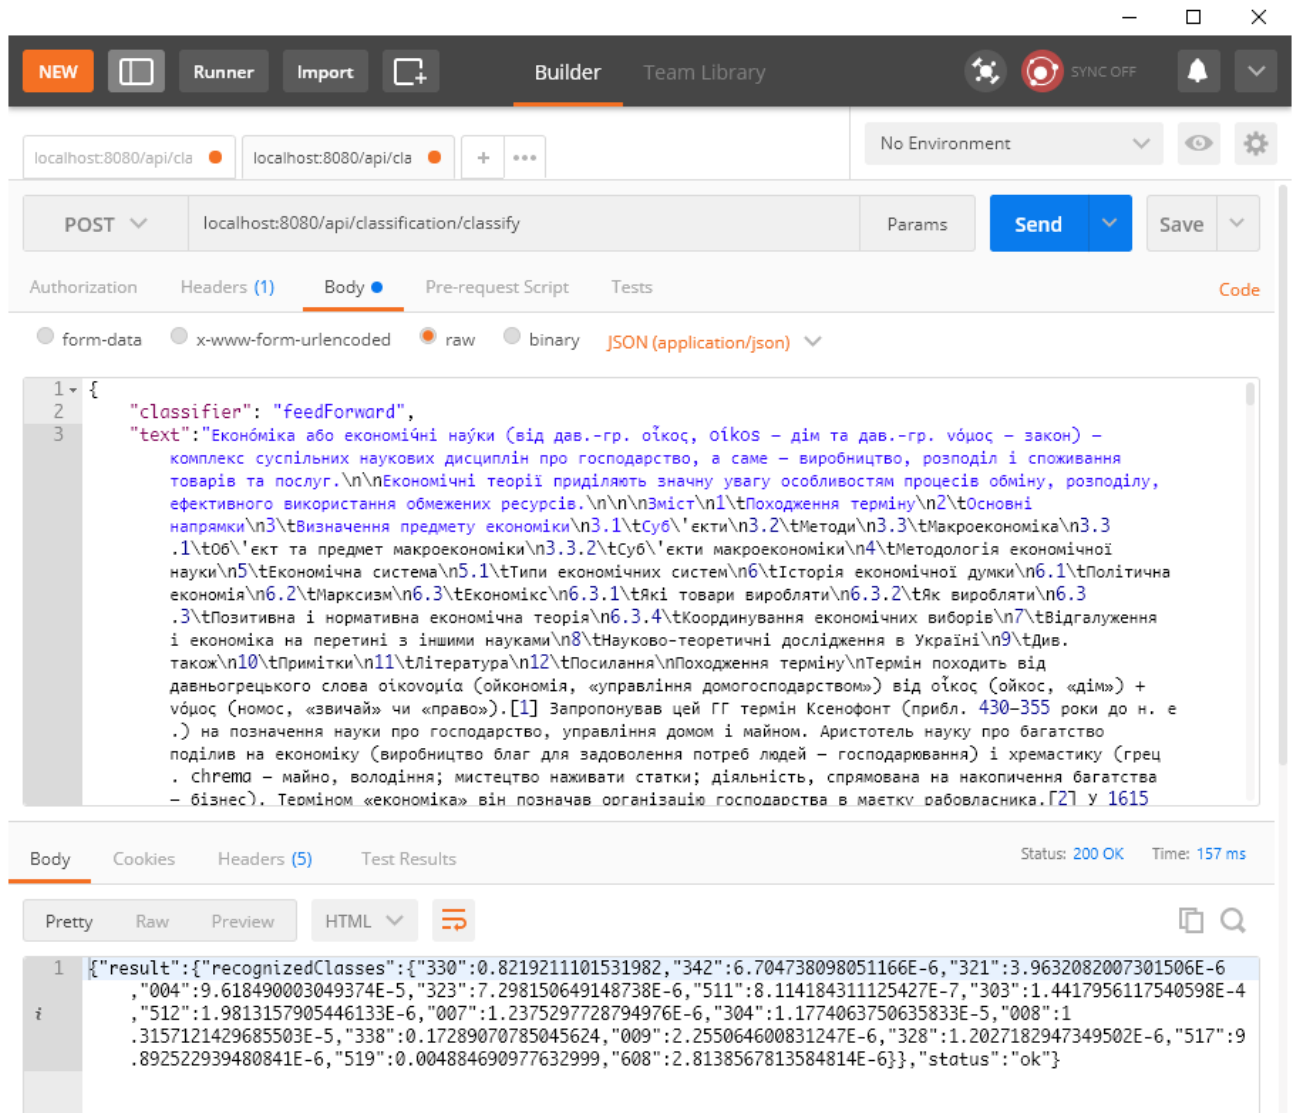 NEW
Runner
Import
Builder
Team Library
SYNC OFF
localhost:8080/api/cla
localhost:8080/api/cla
No Environment
POST
localhost:8080/api/classification/classify
Params
Send
Save
Authorization
Headers (1)
Body
Pre-request Script
Tests
Code
form-data
x-www-form-urlencoded
raw
binary
JSON (application/json)
1 {
2 "classifier": "feedForward",
3 "text":"Еконо́міка або економі́чні нау́ки (від дав.-гр. οἶκος, oíkos – дім та дав.-гр. νόμος – закон) –
комплекс суспільних наукових дисциплін про господарство, а саме – виробництво, розподіл і споживання
товарів та послуг.\n\nЕкономічні теорії приділяють значну увагу особливостям процесів обміну, розподілу,
ефективного використання обмежених ресурсів.\n\n\nЗміст\n1\tПоходження терміну\n2\tОсновні
напрямки\n3\tВизначення предмету економіки\n3.1\tСуб\'єкти\n3.2\tМетоди\n3.3\tМакроекономіка\n3.3
.1\tОб\'єкт та предмет макроекономіки\n3.3.2\tСуб\'єкти макроекономіки\n4\tМетодологія економічної
науки\n5\tЕкономічна система\n5.1\tТипи економічних систем\n6\tІсторія економічної думки\n6.1\tПолітична
економія\n6.2\tМарксизм\n6.3\tЕкономікс\n6.3.1\tЯкі товари виробляти\n6.3.2\tЯк виробляти\n6.3
.3\tПозитивна і нормативна економічна теорія\n6.3.4\tКоординування економічних виборів\n7\tВідгалуження
і економіка на перетині з іншими науками\n8\tНауково-теоретичні дослідження в Україні\n9\tДив.
також\n10\tПримітки\n11\tЛітература\n12\tПосилання\nПоходження терміну\nТермін походить від
давньогрецького слова οἰκονομία (ойкономія, «управління домогосподарством») від οἶκος (ойкос, «дім») +
νόμος (номос, «звичай» чи «право»).[1] Запропонував цей ГГ термін Ксенофонт (прибл. 430–355 роки до н. е
.) на позначення науки про господарство, управління домом і майном. Аристотель науку про багатство
поділив на економіку (виробництво благ для задоволення потреб людей – господарювання) і хремастику (грец
. chrema – майно, володіння; мистецтво наживати статки; діяльність, спрямована на накопичення багатства
– бізнес). Терміном «економіка» він позначав організацію господарства в маєтку рабовласника.[2] У 1615
Body
Cookies
Headers (5)
Test Results
Status: 200 OK
Time: 157 ms
Pretty
Raw
Preview
HTML
1 {"result":{"recognizedClasses":{"330":0.8219211101531982,"342":6.704738098051166E-6,"321":3.9632082007301506E-6
,"004":9.618490003049374E-5,"323":7.298150649148738E-6,"511":8.114184311125427E-7,"303":1.4417956117540598E-4
i ,"512":1.9813157905446133E-6,"007":1.2375297728794976E-6,"304":1.1774063750635833E-5,"008":1
.3157121429685503E-5,"338":0.17289070785045624,"009":2.255064600831247E-6,"328":1.2027182947349502E-6,"517":9
.892522939480841E-6,"519":0.004884690977632999,"608":2.8138567813584814E-6}},"status":"ok"}